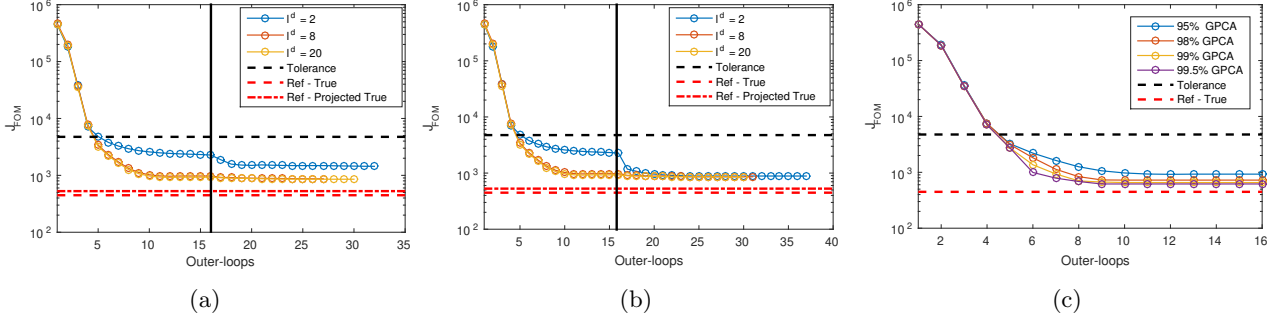 10^6
10^5
10^4
10^3
10^2
J_FOM
5
10
15
20
25
30
35
Outer-loops
l^d = 2
l^d = 8
l^d = 20
Tolerance
Ref - True
Ref - Projected True
(a)
10^6
10^5
10^4
10^3
10^2
J_FOM
5
10
15
20
25
30
35
40
Outer-loops
l^d = 2
l^d = 8
l^d = 20
Tolerance
Ref - True
Ref - Projected True
(b)
10^6
10^5
10^4
10^3
10^2
J_FOM
2
4
6
8
10
12
14
16
Outer-loops
95% GPCA
98% GPCA
99% GPCA
99.5% GPCA
Tolerance
Ref - True
(c)